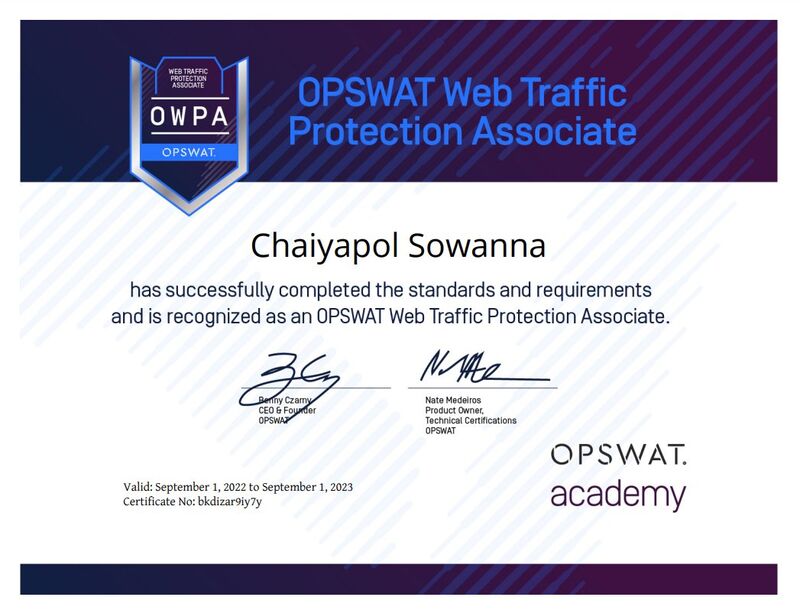 WEB TRAFFIC
PROTECTION
ASSOCIATE
OWPA
OPSWAT.
OPSWAT Web Traffic
Protection Associate
Chaiyapol Sowanna
has successfully completed the standards and requirements
and is recognized as an OPSWAT Web Traffic Protection Associate.
Benny Czarny
CEO & Founder
OPSWAT
Nate Medeiros
Product Owner,
Technical Certifications
OPSWAT
OPSWAT.
academy
Valid: September 1, 2022 to September 1, 2023
Certificate No: bkdizar9iy7y